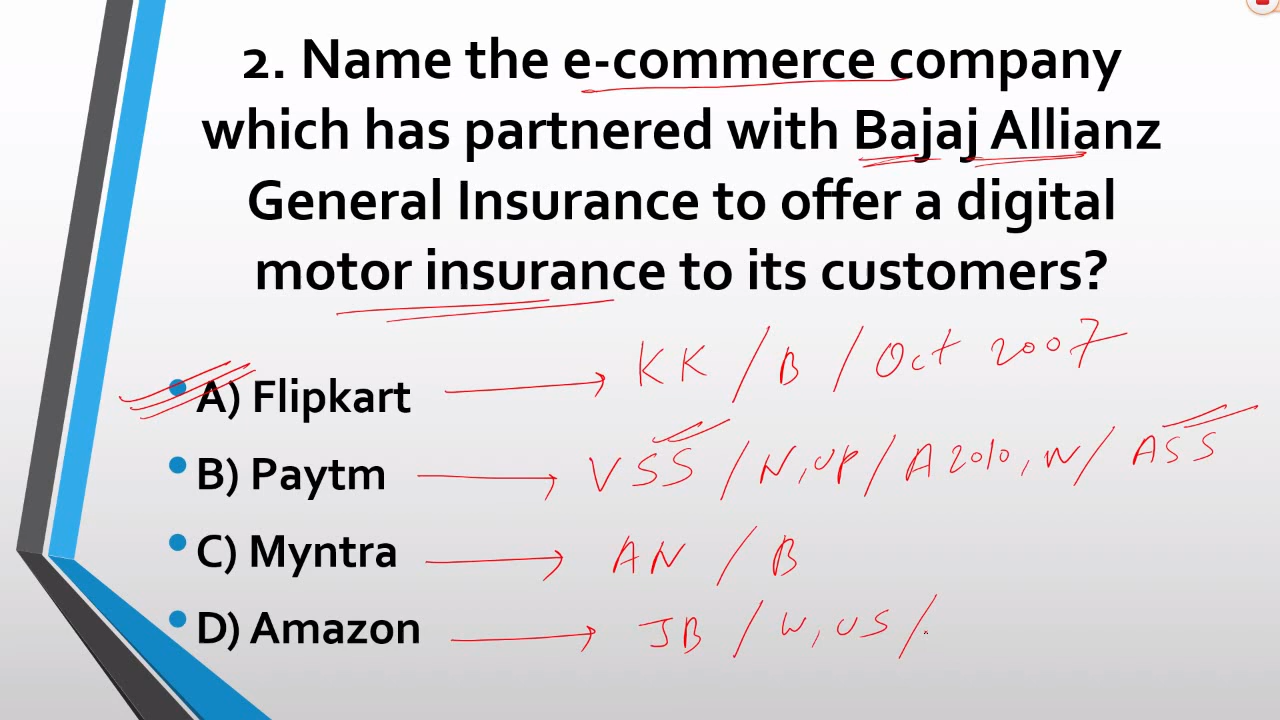 2. Name the e-commerce company
which has partnered with Bajaj Allianz
General Insurance to offer a digital
motor insurance to its customers?
KK / B / Oct 2007
A) Flipkart
B) Paytm VSS / N, UP / A 2010, N / ASS
C) Myntra AN / B
D) Amazon JB / W, US /